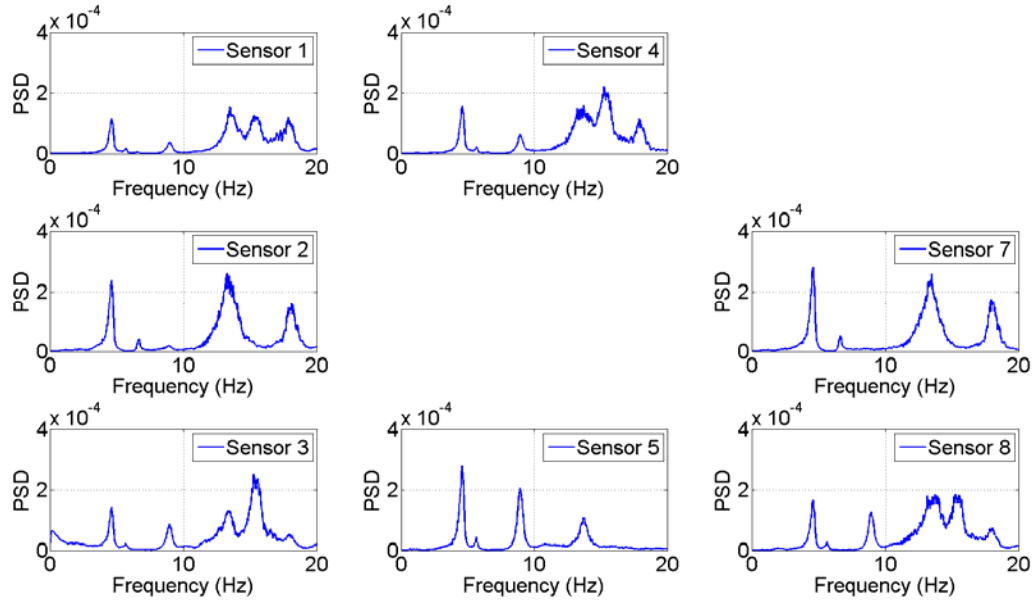 4 x 10^-4
Sensor 1
PSD
2
0
0 10 20
Frequency (Hz)
4 x 10^-4
Sensor 4
PSD
2
0
0 10 20
Frequency (Hz)
4 x 10^-4
Sensor 2
PSD
2
0
0 10 20
Frequency (Hz)
4 x 10^-4
Sensor 7
PSD
2
0
0 10 20
Frequency (Hz)
4 x 10^-4
Sensor 3
PSD
2
0
0 10 20
Frequency (Hz)
4 x 10^-4
Sensor 5
PSD
2
0
0 10 20
Frequency (Hz)
4 x 10^-4
Sensor 8
PSD
2
0
0 10 20
Frequency (Hz)